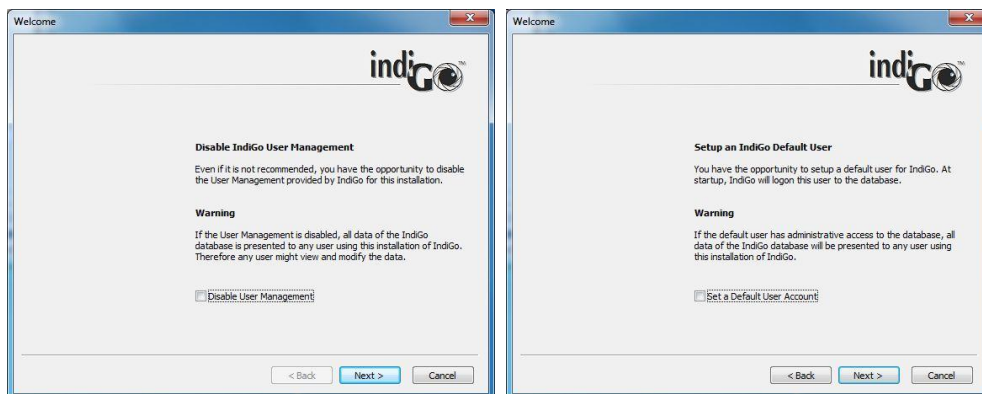 Welcome
indiGo™
Disable IndiGo User Management
Even if it is not recommended, you have the opportunity to disable
the User Management provided by IndiGo for this installation.
Warning
If the User Management is disabled, all data of the IndiGo
database is presented to any user using this installation of IndiGo.
Therefore any user might view and modify the data.
Disable User Management
< Back
Next >
Cancel
Welcome
indiGo™
Setup an IndiGo Default User
You have the opportunity to setup a default user for IndiGo. At
startup, IndiGo will logon this user to the database.
Warning
If the default user has administrative access to the database, all
data of the IndiGo database will be presented to any user using
this installation of IndiGo.
Set a Default User Account
< Back
Next >
Cancel